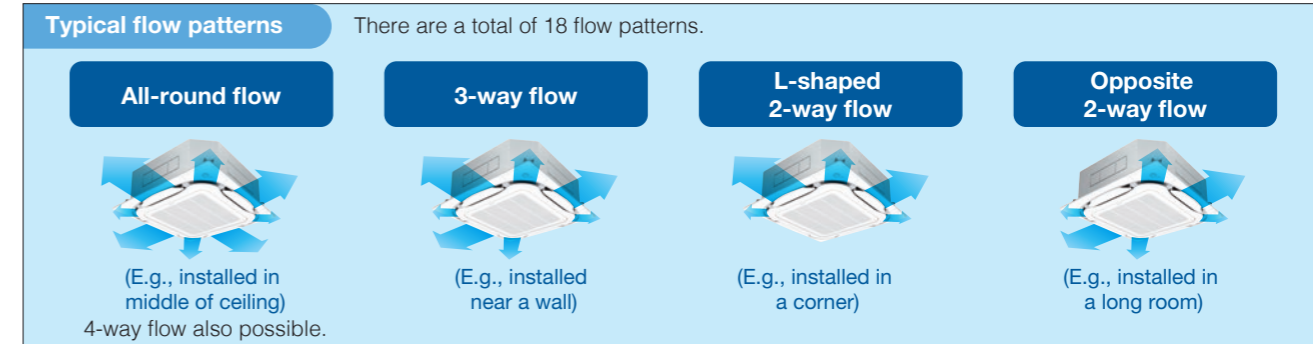 Typical flow patterns
There are a total of 18 flow patterns.
All-round flow
(E.g., installed in
middle of ceiling)
4-way flow also possible.
3-way flow
(E.g., installed
near a wall)
L-shaped
2-way flow
(E.g., installed in
a corner)
Opposite
2-way flow
(E.g., installed in
a long room)